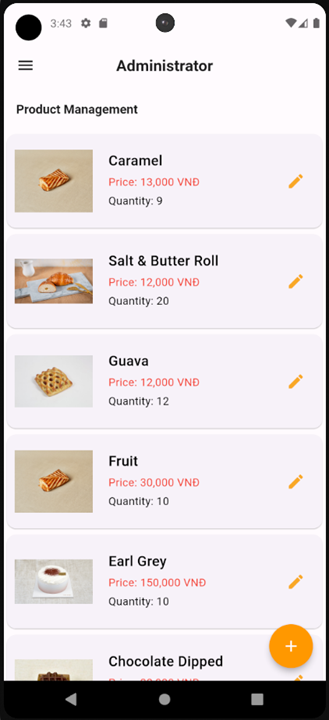 3:43
Administrator
Product Management
Caramel
Price: 13,000 VNĐ
Quantity: 9
Salt & Butter Roll
Price: 12,000 VNĐ
Quantity: 20
Guava
Price: 12,000 VNĐ
Quantity: 12
Fruit
Price: 30,000 VNĐ
Quantity: 10
Earl Grey
Price: 150,000 VNĐ
Quantity: 10
Chocolate Dipped